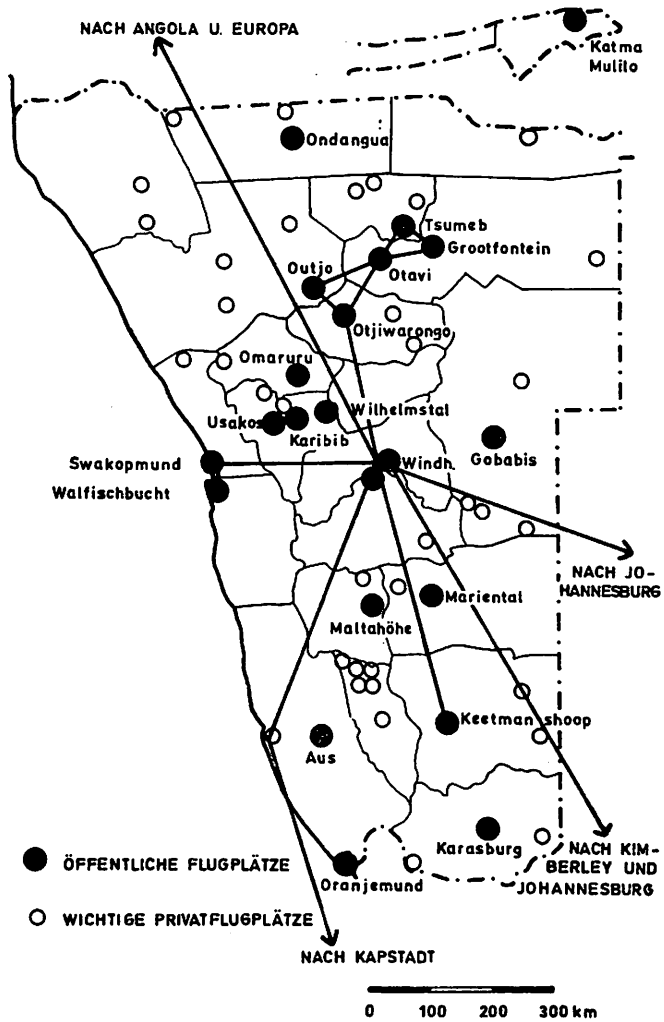 NACH ANGOLA U. EUROPA
Katma
Mulilo
Ondangua
Tsumeb
Grootfontein
Otavi
Outjo
Otjiwarongo
Omaruru
Wilhelmstal
Usakos
Karibib
Gobabis
Swakopmund
Windh.
Walfischbucht
NACH JO-
HANNESBURG
Mariental
Maltahöhe
Keetmanshoop
Aus
Karasburg
NACH KIM-
BERLEY UND
JOHANNESBURG
Oranjemund
ÖFFENTLICHE FLUGPLÄTZE
WICHTIGE PRIVATFLUGPLÄTZE
NACH KAPSTADT
0 100 200 300 km